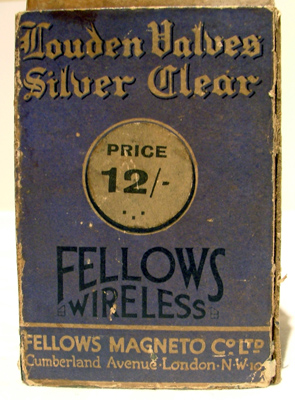 Louden Valves
Silver Clear
PRICE
12/-
...
FELLOWS
WIRELESS
FELLOWS MAGNETO Co LTD
Cumberland Avenue·London·N·W·10